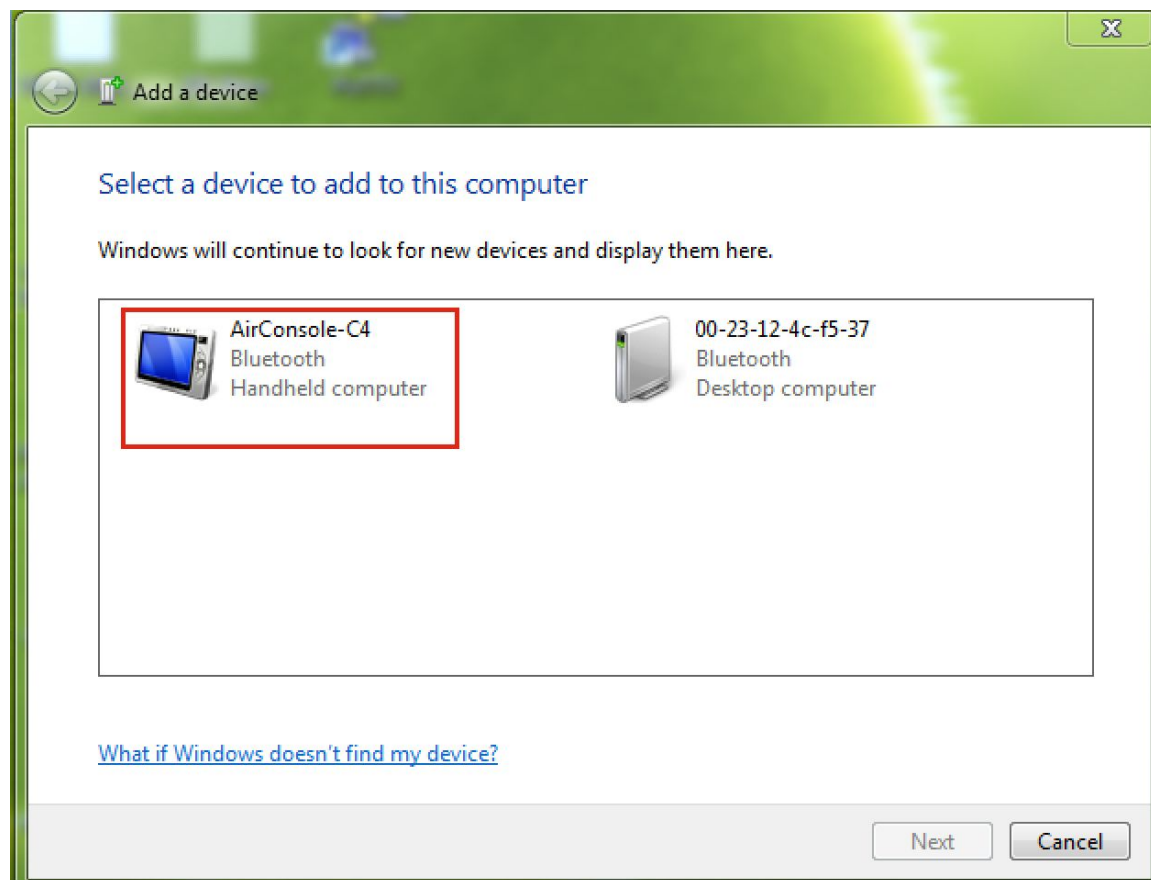 Add a device
Select a device to add to this computer
Windows will continue to look for new devices and display them here.
AirConsole-C4
Bluetooth
Handheld computer
00-23-12-4c-f5-37
Bluetooth
Desktop computer
What if Windows doesn't find my device?
Next
Cancel